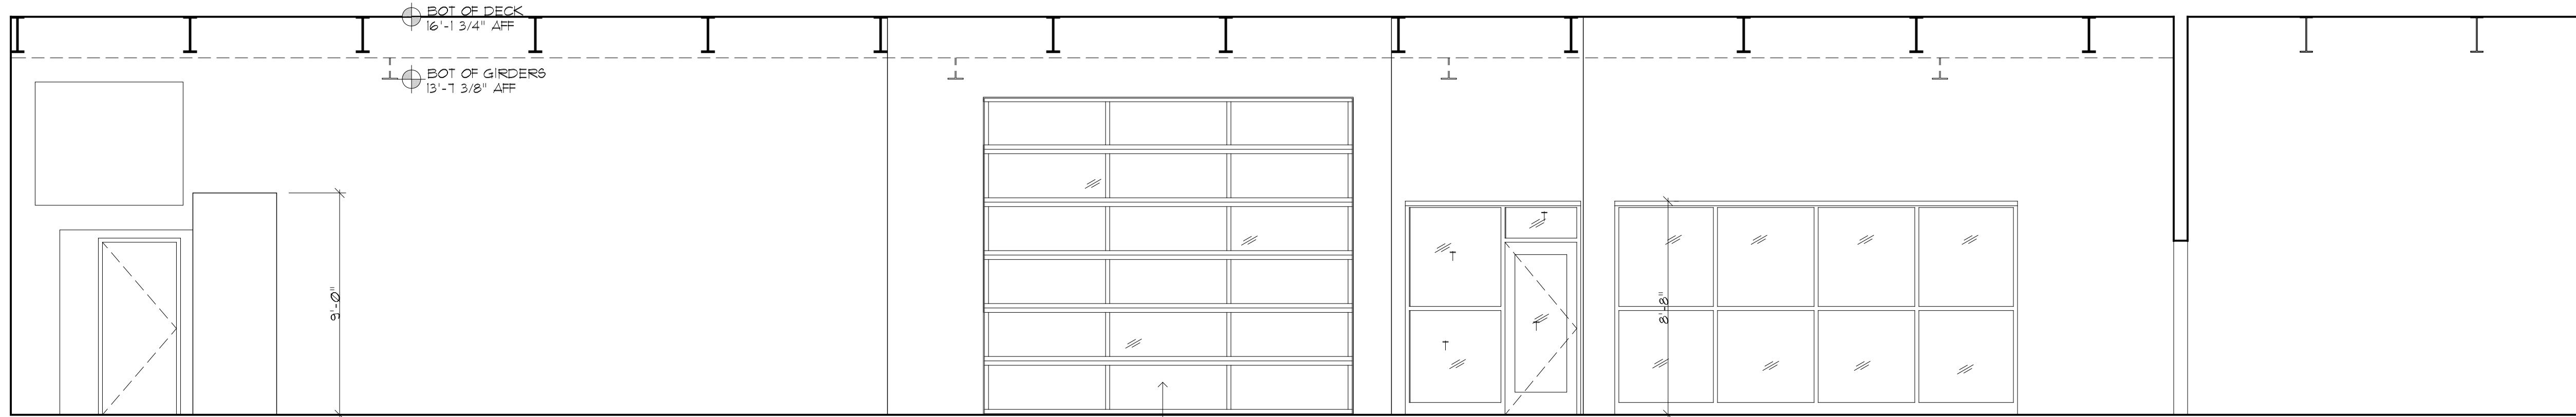 BOT OF DECK
16'-1 3/4" AFF
BOT OF GIRDERS
13'-7 3/8" AFF
9'-0"
8'-8"
T
T
T
T